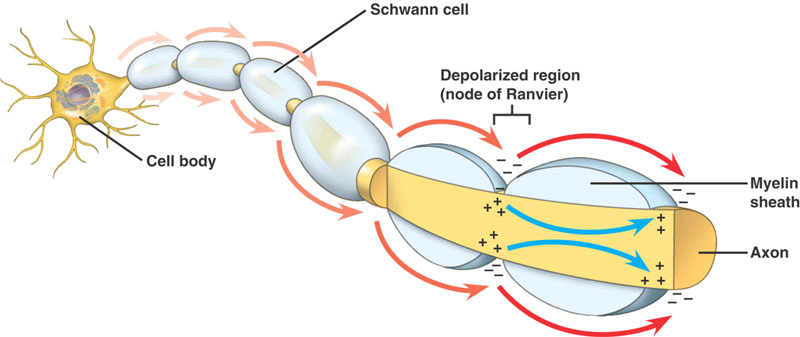 Schwann cell
Depolarized region
(node of Ranvier)
Cell body
Myelin
sheath
Axon